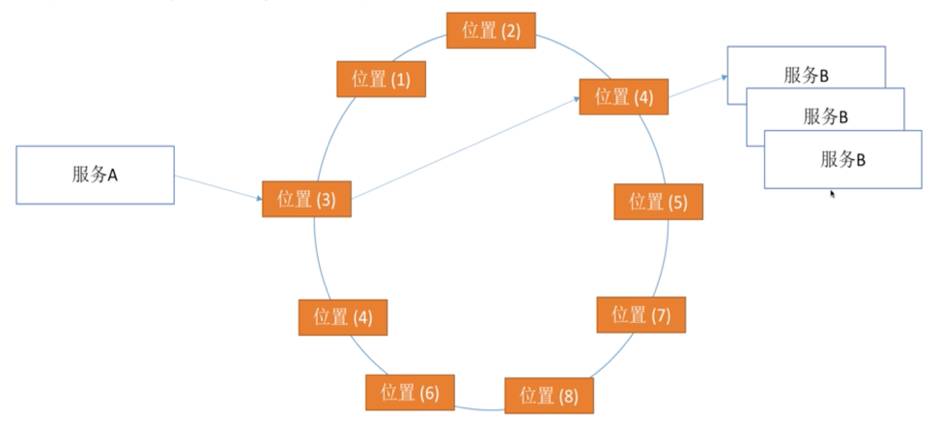 位置 (2)
位置 (1)
位置 (4)
服务B
服务B
服务B
服务A
位置 (3)
位置 (5)
位置 (4)
位置 (7)
位置 (6)
位置 (8)